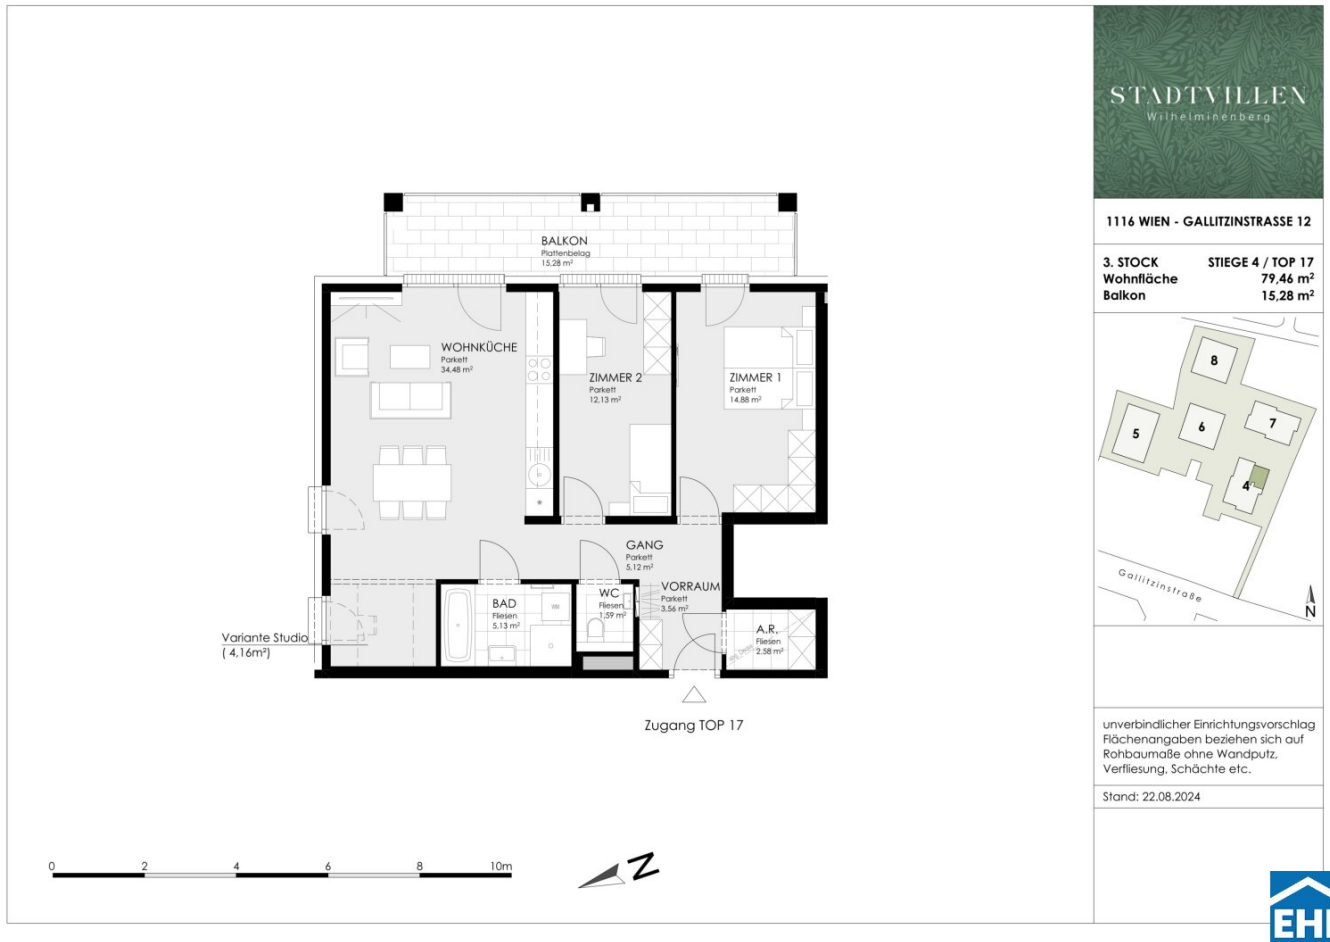 STADTVILLEN
Wilhelminenberg
1116 WIEN - GALLITZINSTRASSE 12
3. STOCK STIEGE 4 / TOP 17
Wohnfläche 79,46 m²
Balkon 15,28 m²
8
5
6
7
4
Gallitzinstraße
N
unverbindlicher Einrichtungsvorschlag
Flächenangaben beziehen sich auf
Rohbaumaße ohne Wandputz,
Verfliesung, Schächte etc.
Stand: 22.08.2024
EHL
BALKON
Plattenbelag
15,28 m²
WOHNKÜCHE
Parkett
34,48 m²
ZIMMER 2
Parkett
12,13 m²
ZIMMER 1
Parkett
14,88 m²
GANG
Parkett
5,12 m²
VORRAUM
Parkett
3,56 m²
BAD
Fliesen
5,13 m²
WM
WC
Fliesen
1,59 m²
A.R.
Fliesen
2,58 m²
Variante Studio
( 4,16m²)
Zugang TOP 17
0 2 4 6 8 10m
N